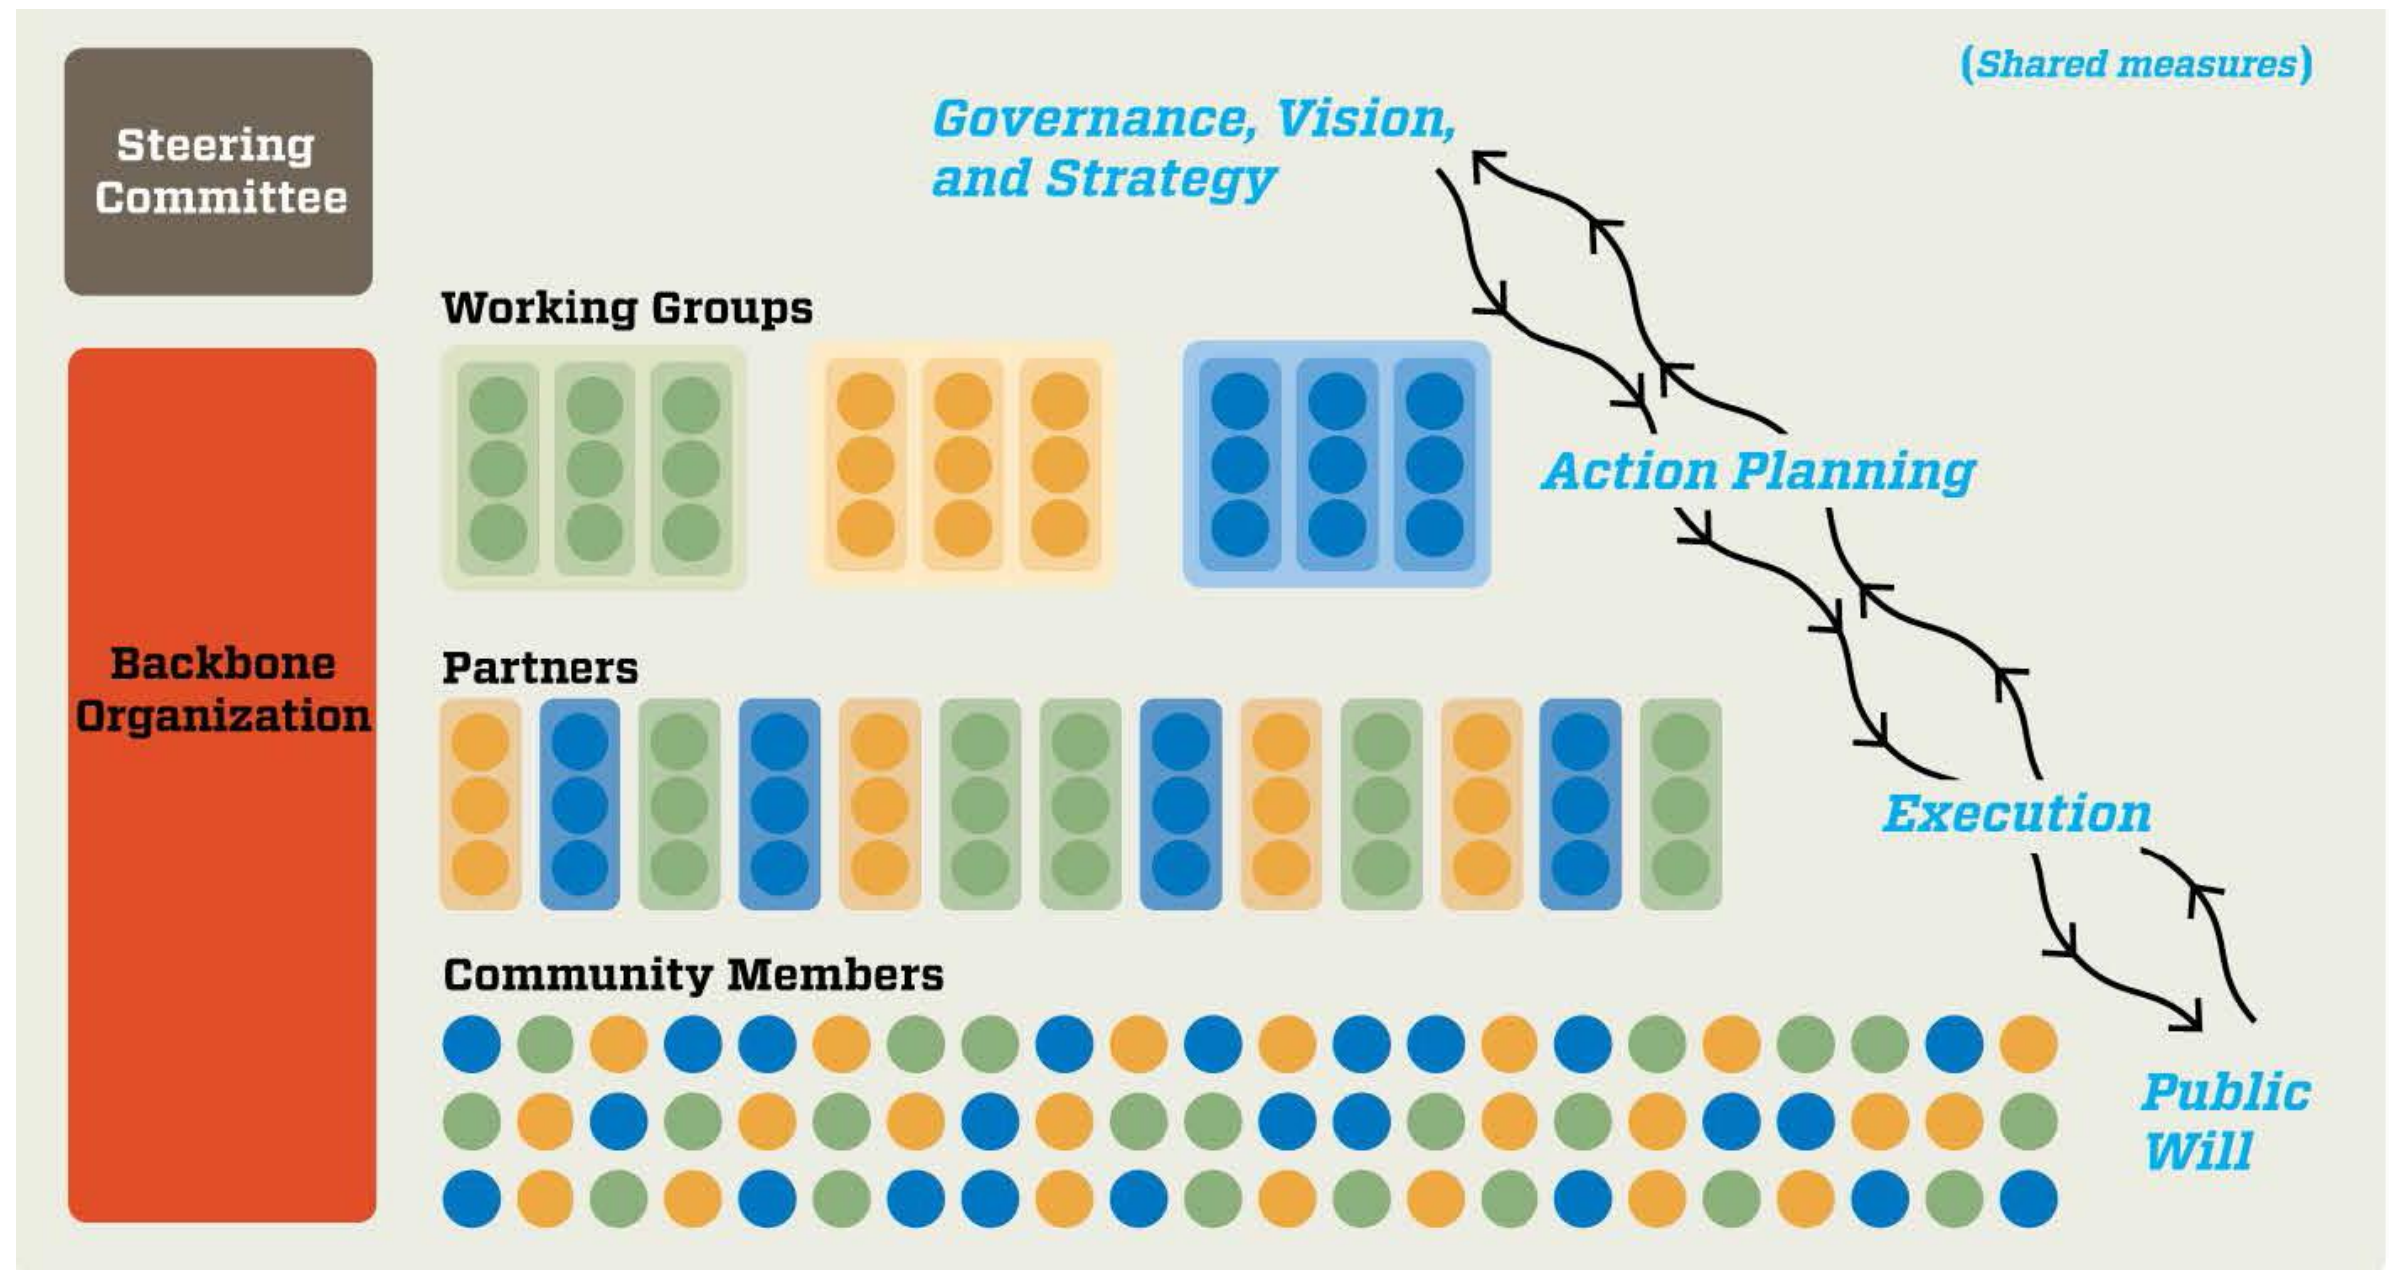 (Shared measures)
Steering
Committee
Governance, Vision,
and Strategy
Working Groups
Action Planning
Backbone
Organization
Partners
Execution
Community Members
Public
Will